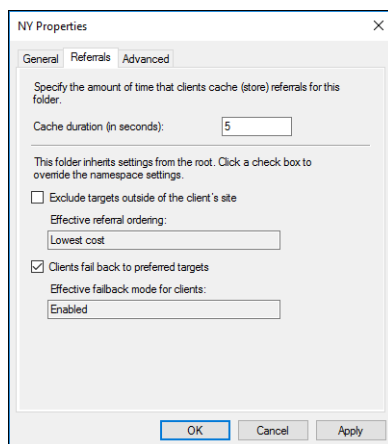 NY Properties
General Referrals Advanced
Specify the amount of time that clients cache (store) referrals for this
folder.
Cache duration (in seconds): 5
This folder inherits settings from the root. Click a check box to
override the namespace settings.
Exclude targets outside of the client's site
Effective referral ordering:
Lowest cost
Clients fail back to preferred targets
Effective failback mode for clients:
Enabled
OK Cancel Apply